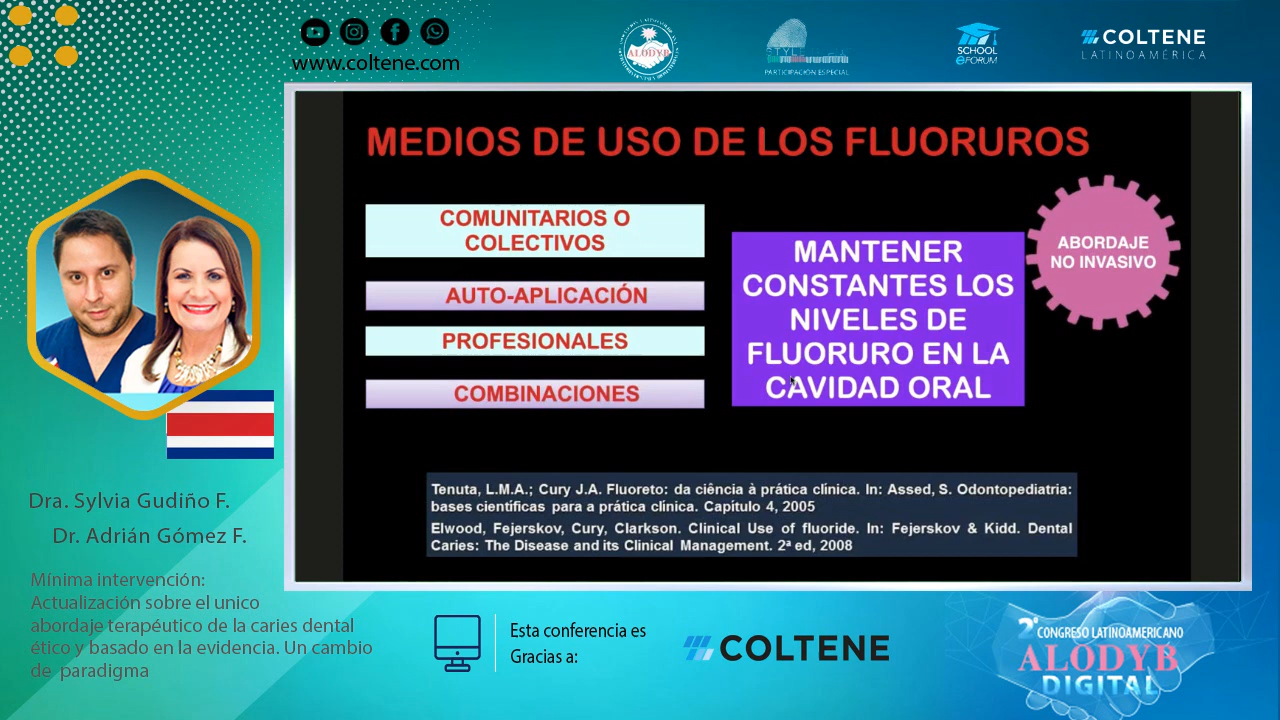 www.coltene.com
ALODYB
PARTICIPACIÓN ESPECIAL
SCHOOL
eFORUM
COLTENE
LATINOAMÉRICA
MEDIOS DE USO DE LOS FLUORUROS
COMUNITARIOS O
COLECTIVOS
AUTO-APLICACIÓN
PROFESIONALES
COMBINACIONES
MANTENER
CONSTANTES LOS
NIVELES DE
FLUORURO EN LA
CAVIDAD ORAL
ABORDAJE
NO INVASIVO
Tenuta, L.M.A.; Cury J.A. Fluoreto: da ciência à prática clínica. In: Assed, S. Odontopediatria:
bases científicas para a prática clínica. Capítulo 4, 2005
Elwood, Fejerskov, Cury, Clarkson. Clinical Use of fluoride. In: Fejerskov & Kidd. Dental
Caries: The Disease and its Clinical Management. 2ª ed, 2008
Dra. Sylvia Gudiño F.
Dr. Adrián Gómez F.
Mínima intervención:
Actualización sobre el unico
abordaje terapéutico de la caries dental
ético y basado en la evidencia. Un cambio
de paradigma
Esta conferencia es
Gracias a:
COLTENE
2º CONGRESO LATINOAMERICANO
ALODYB
DIGITAL